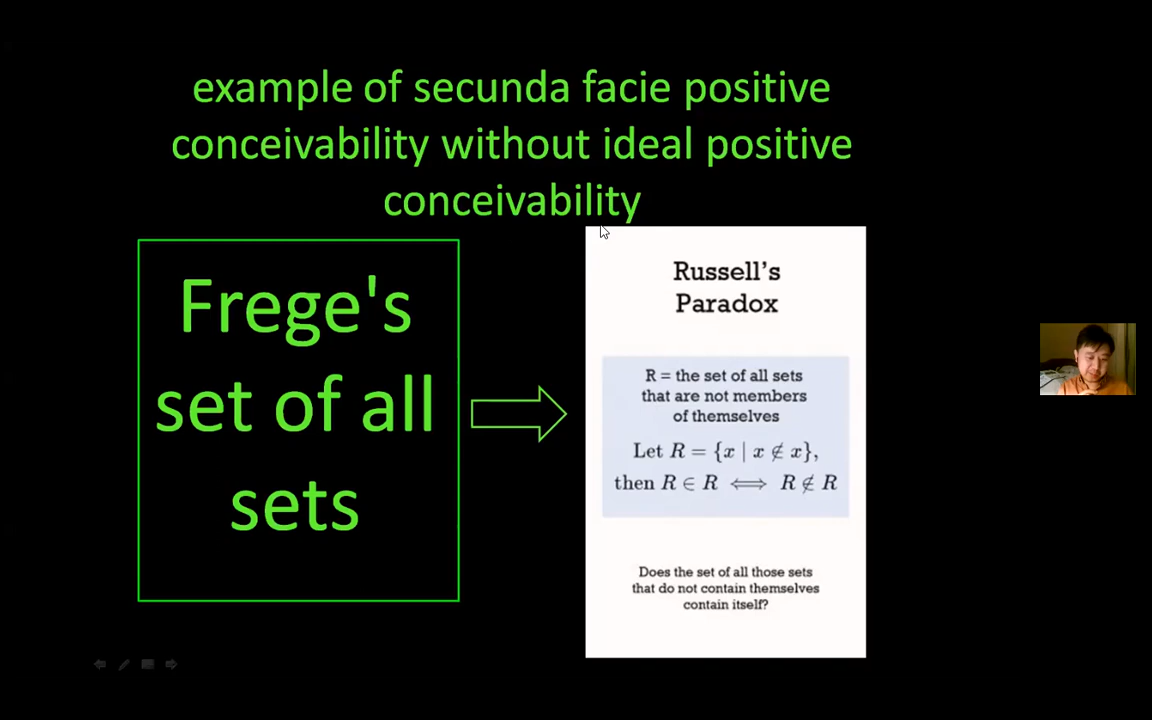 example of secunda facie positive
conceivability without ideal positive
conceivability
Frege's
set of all
sets
Russell's
Paradox
R = the set of all sets
that are not members
of themselves
Let R = {x | x ∉ x},
then R ∈ R ⟺ R ∉ R
Does the set of all those sets
that do not contain themselves
contain itself?